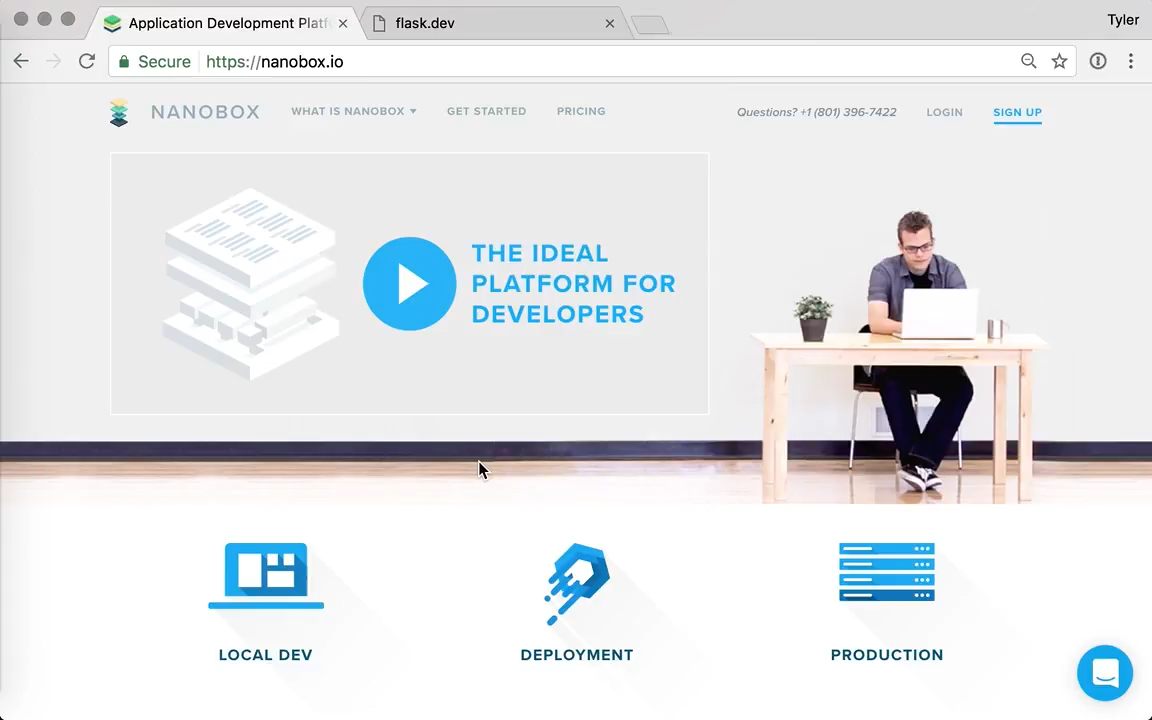 Application Development Platf
flask.dev
Tyler
Secure
https://nanobox.io
NANOBOX
WHAT IS NANOBOX
GET STARTED
PRICING
Questions? +1 (801) 396-7422
LOGIN
SIGN UP
THE IDEAL
PLATFORM FOR
DEVELOPERS
LOCAL DEV
DEPLOYMENT
PRODUCTION